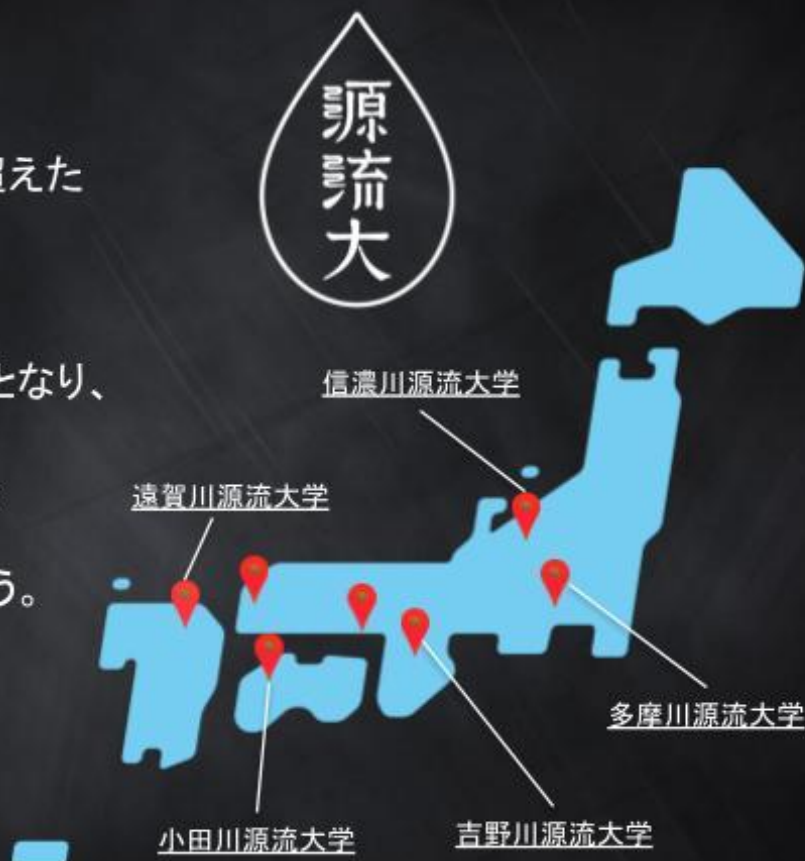 源流大
えた
となり、
う。
信濃川源流大学
遠賀川源流大学
多摩川源流大学
小田川源流大学
吉野川源流大学